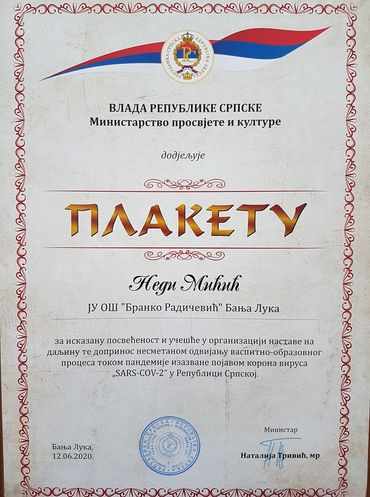 ВЛАДА РЕПУБЛИКЕ СРПСКЕ
Министарство просвјете и културе
додјељује
ПЛАКЕТУ
Неди Мићић
ЈУ ОШ "Бранко Радичевић" Бања Лука
за исказану посвећеност и учешће у организацији наставе на
даљину те допринос несметаном одвијању васпитно-образовног
процеса током пандемије изазване појавом корона вируса
„SARS-COV-2" у Републици Српској.
Бања Лука,
12.06.2020.
Министар
Наталија Тривић, мр